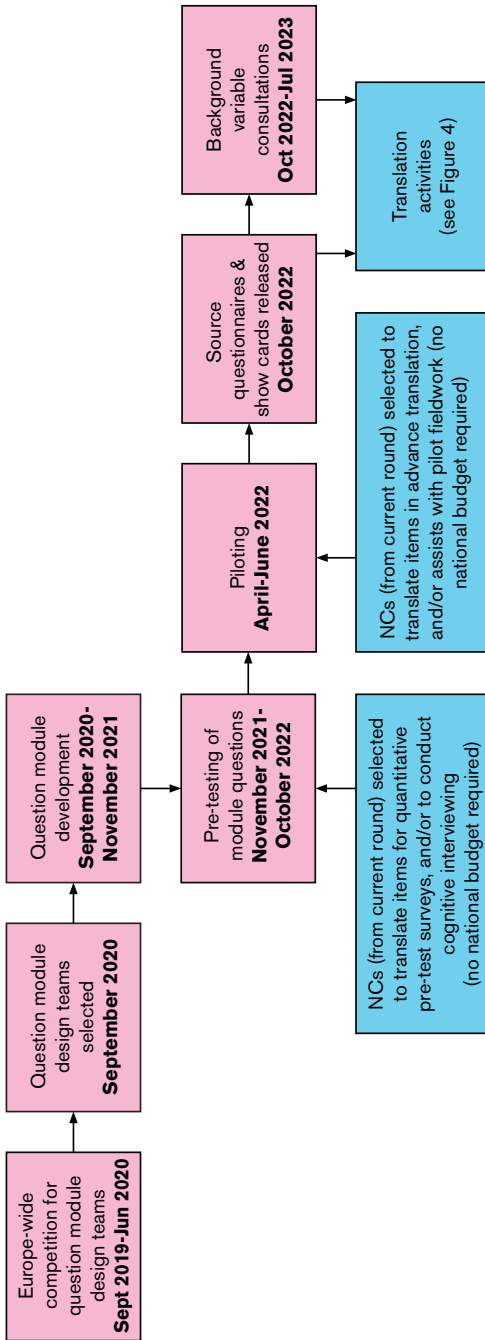 Europe-wide
competition for
question module
design teams
Sept 2019-Jun 2020
Question module
design teams
selected
September 2020
Question module
development
September 2020-
November 2021
Pre-testing of
module questions
November 2021-
October 2022
Piloting
April-June 2022
Source
questionnaires &
show cards released
October 2022
Background
variable
consultations
Oct 2022-Jul 2023
NCs (from current round) selected
to translate items for quantitative
pre-test surveys, and/or to conduct
cognitive interviewing
(no national budget required)
NCs (from current round) selected to
translate items in advance translation,
and/or assists with pilot fieldwork (no
national budget required)
Translation
activities
(see Figure 4)